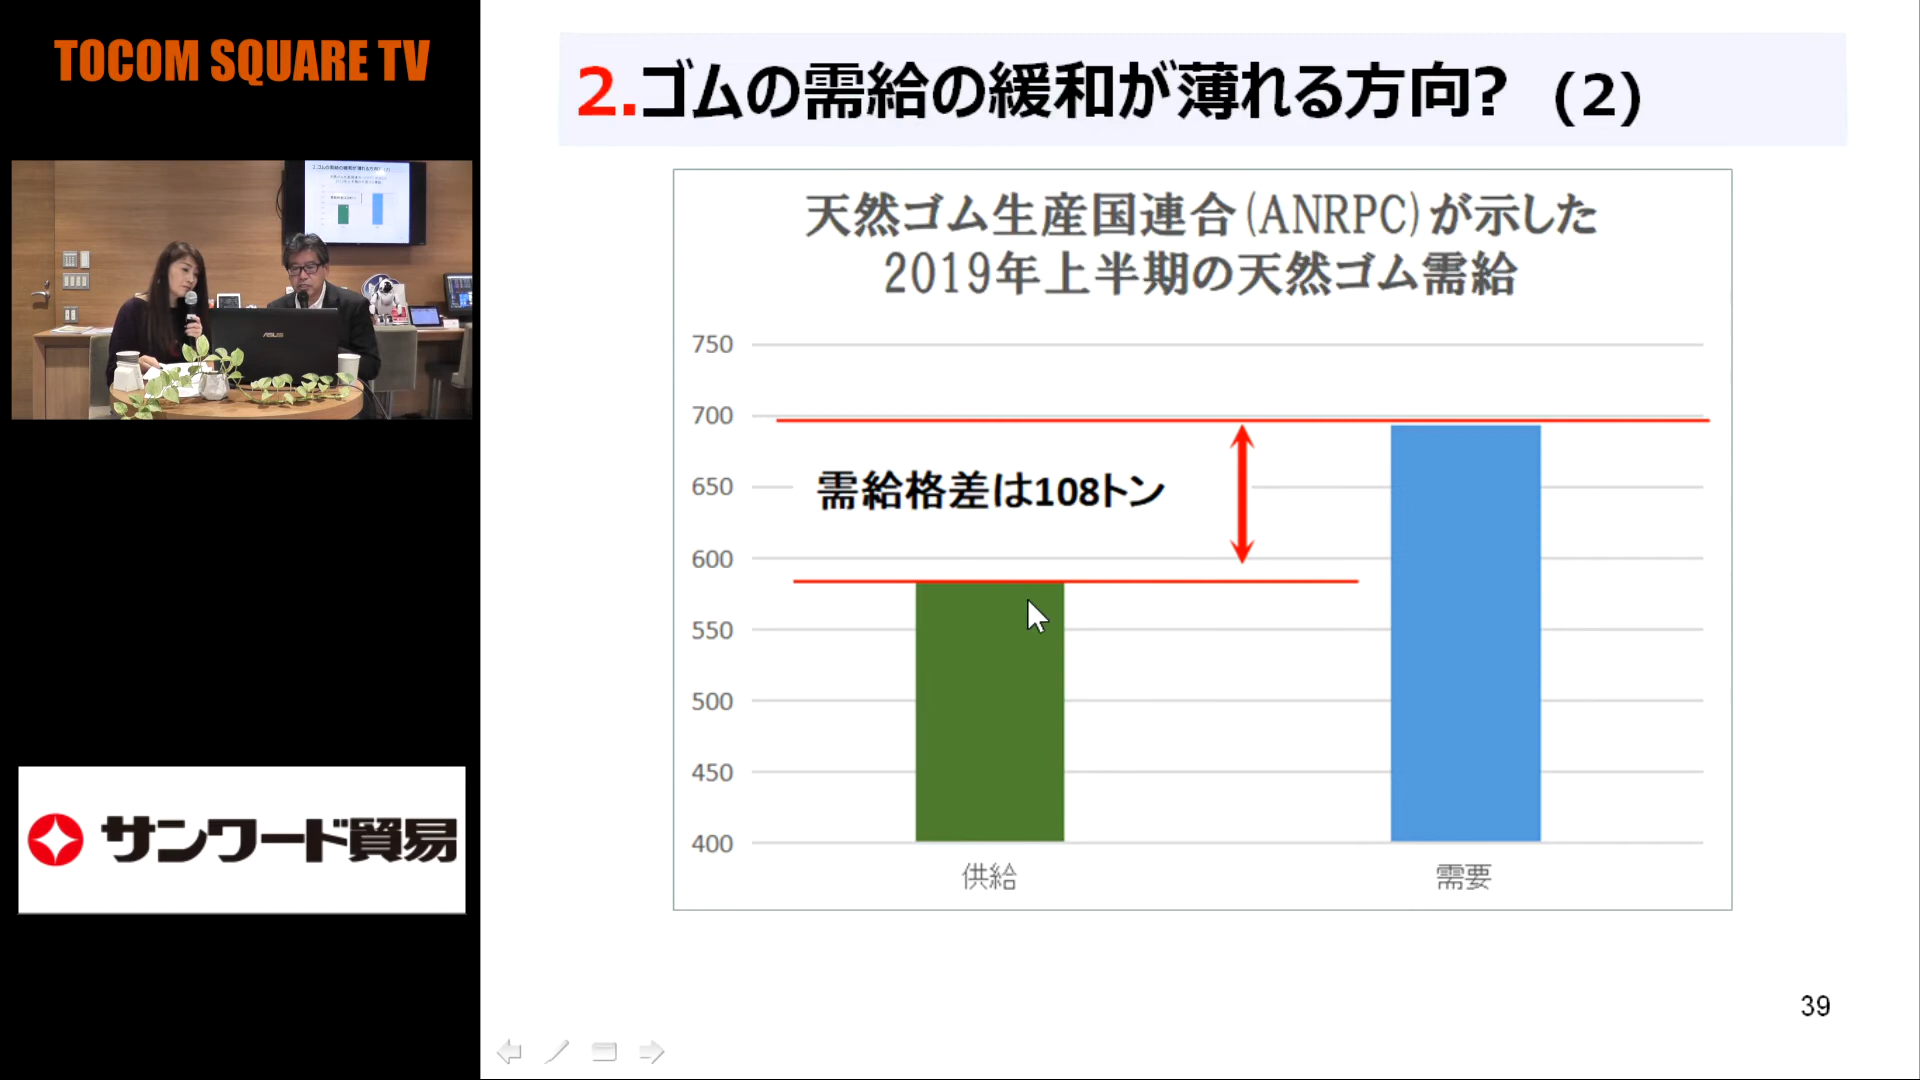 TOCOM SQUARE TV
2.ゴムの需給の緩和が薄れる方向? (2)
天然ゴム生産国連合(ANRPC)が示した
2019年上半期の天然ゴム需給
750
700
650
需給格差は108トン
600
550
500
450
400
供給
需要
ASUS
サンワード貿易
39